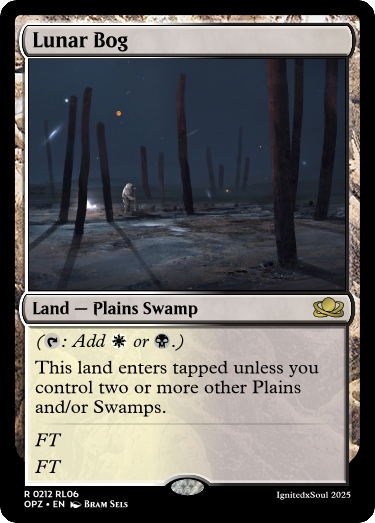 Lunar Bog
Land — Plains Swamp
(: Add or .)
This land enters tapped unless you
control two or more other Plains
and/or Swamps.
FT
FT
R 0212 RL06
OPZ • EN Bram Sels
IgnitedxSoul 2025